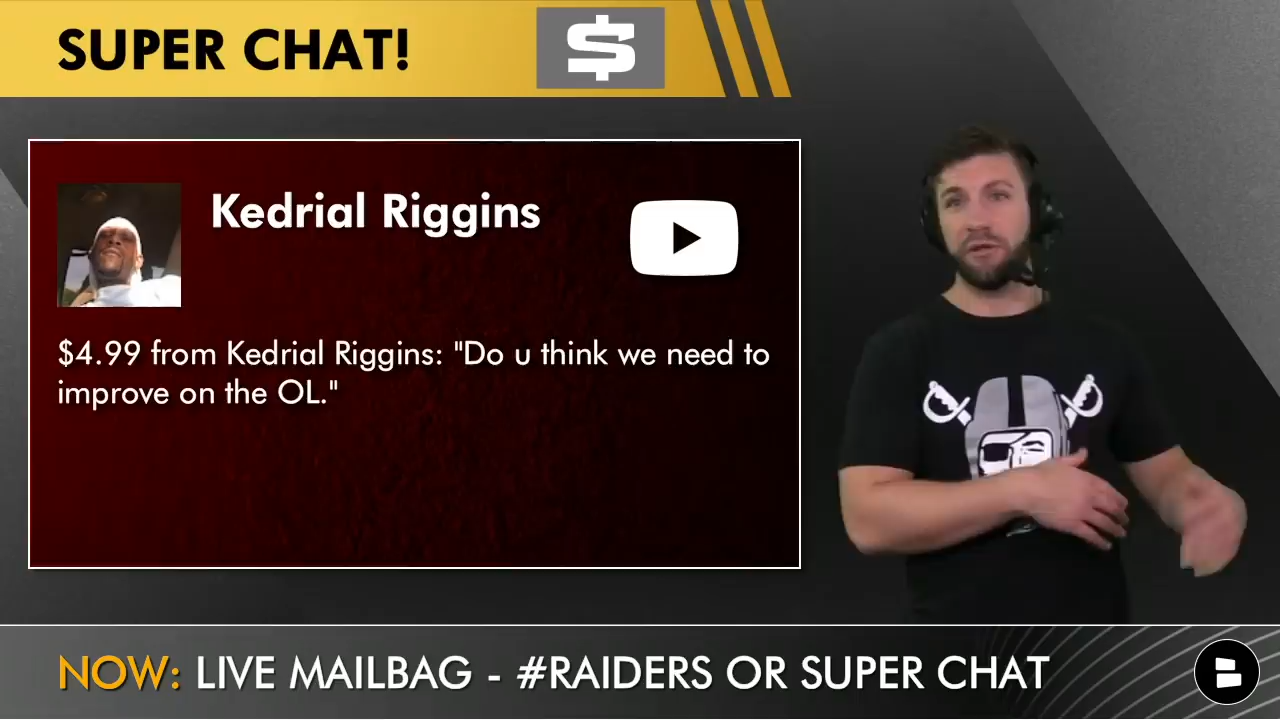 SUPER CHAT!
Kedrial Riggins
$4.99 from Kedrial Riggins: "Do u think we need to
improve on the OL."
NOW: LIVE MAILBAG - #RAIDERS OR SUPER CHAT